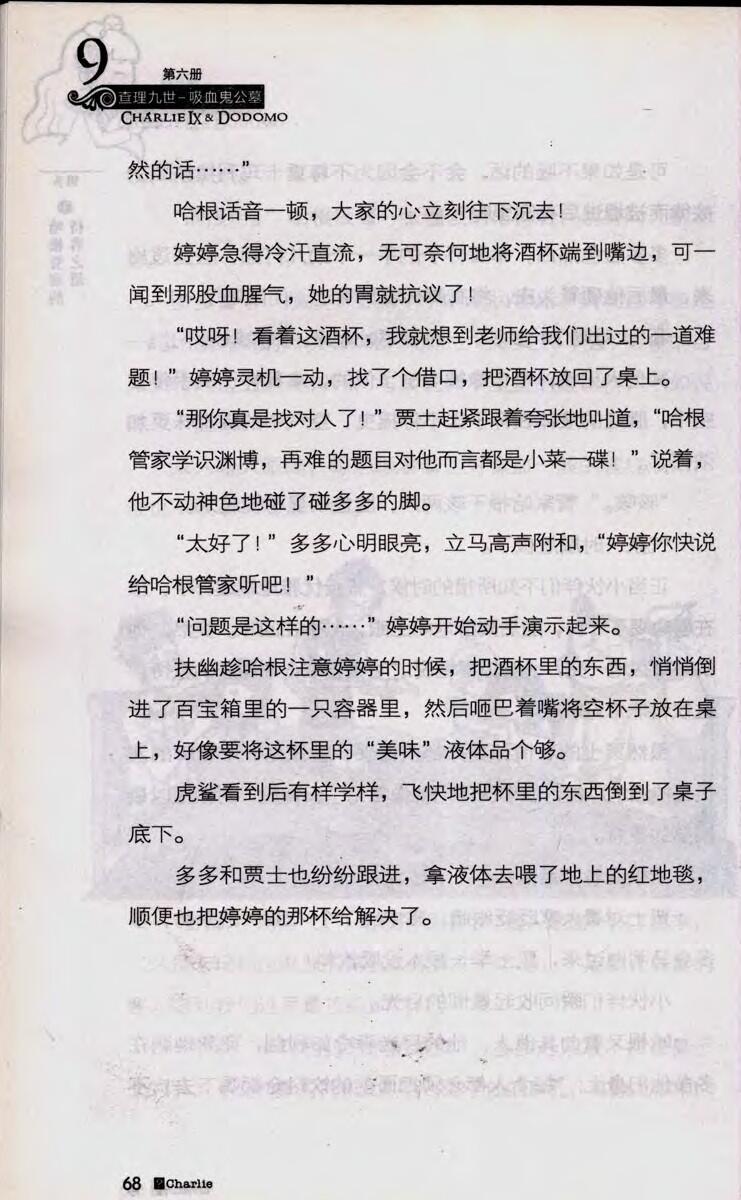 9
第六册
查理九世-吸血鬼公墓
CHARLIE IX & DODOMO
然的话……”
哈根话音一顿，大家的心立刻往下沉去！
婷婷急得冷汗直流，无可奈何地将酒杯端到嘴边，可一
闻到那股血腥气，她的胃就抗议了！
“哎呀！看着这酒杯，我就想到老师给我们出过的一道难
题！”婷婷灵机一动，找了个借口，把酒杯放回了桌上。
“那你真是找对人了！”贾士赶紧跟着夸张地叫道，“哈根
管家学识渊博，再难的题目对他而言都是小菜一碟！”说着，
他不动神色地碰了碰多多的脚。
“太好了！”多多心明眼亮，立马高声附和，“婷婷你快说
给哈根管家听吧！”
“问题是这样的……”婷婷开始动手演示起来。
扶幽趁哈根注意婷婷的时候，把酒杯里的东西，悄悄倒
进了百宝箱里的一只容器里，然后咂巴着嘴将空杯子放在桌
上，好像要将这杯里的“美味”液体品个够。
虎鲨看到后有样学样，飞快地把杯里的东西倒到了桌子
底下。
多多和贾士也纷纷跟进，拿液体去喂了地上的红地毯，
顺便也把婷婷的那杯给解决了。
68 Charlie